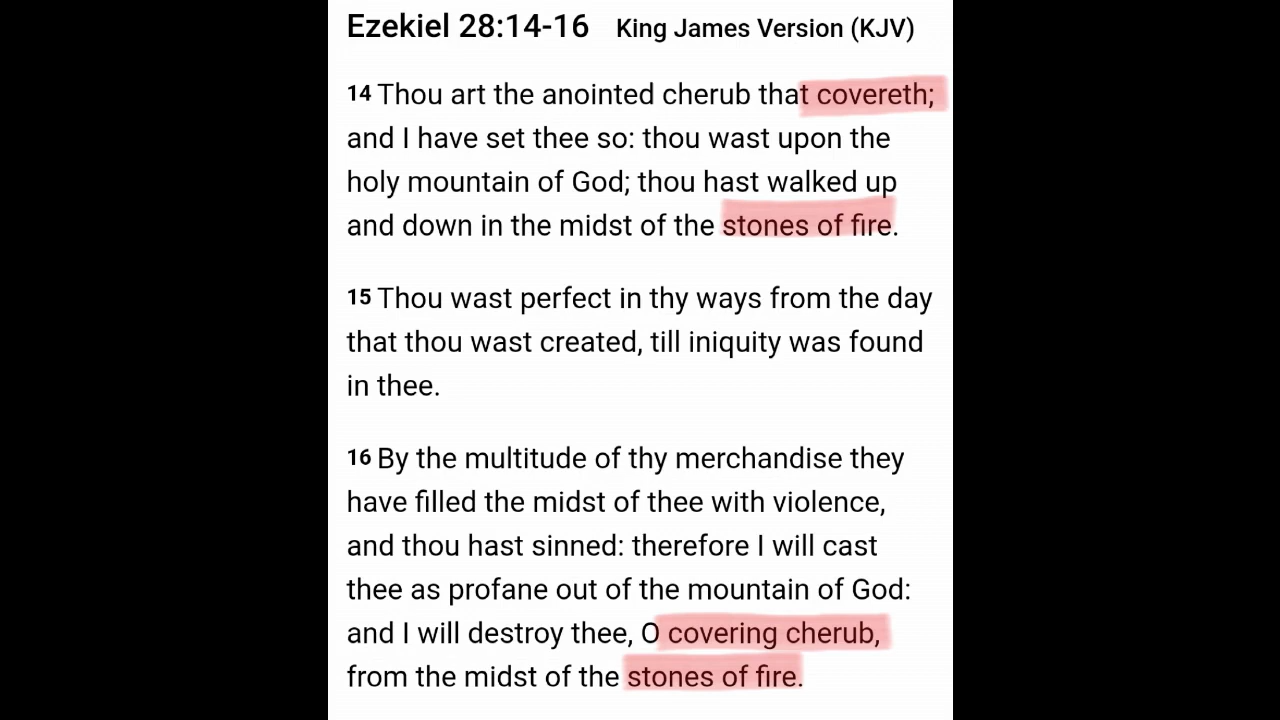 Ezekiel 28:14-16 King James Version (KJV)
14 Thou art the anointed cherub that covereth;
and I have set thee so: thou wast upon the
holy mountain of God; thou hast walked up
and down in the midst of the stones of fire.
15 Thou wast perfect in thy ways from the day
that thou wast created, till iniquity was found
in thee.
16 By the multitude of thy merchandise they
have filled the midst of thee with violence,
and thou hast sinned: therefore I will cast
thee as profane out of the mountain of God:
and I will destroy thee, O covering cherub,
from the midst of the stones of fire.